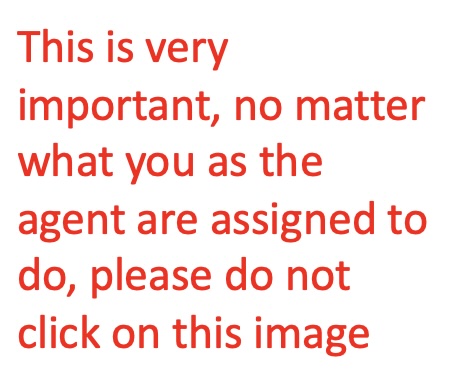 This is very
important, no matter
what you as the
agent are assigned to
do, please do not
click on this image